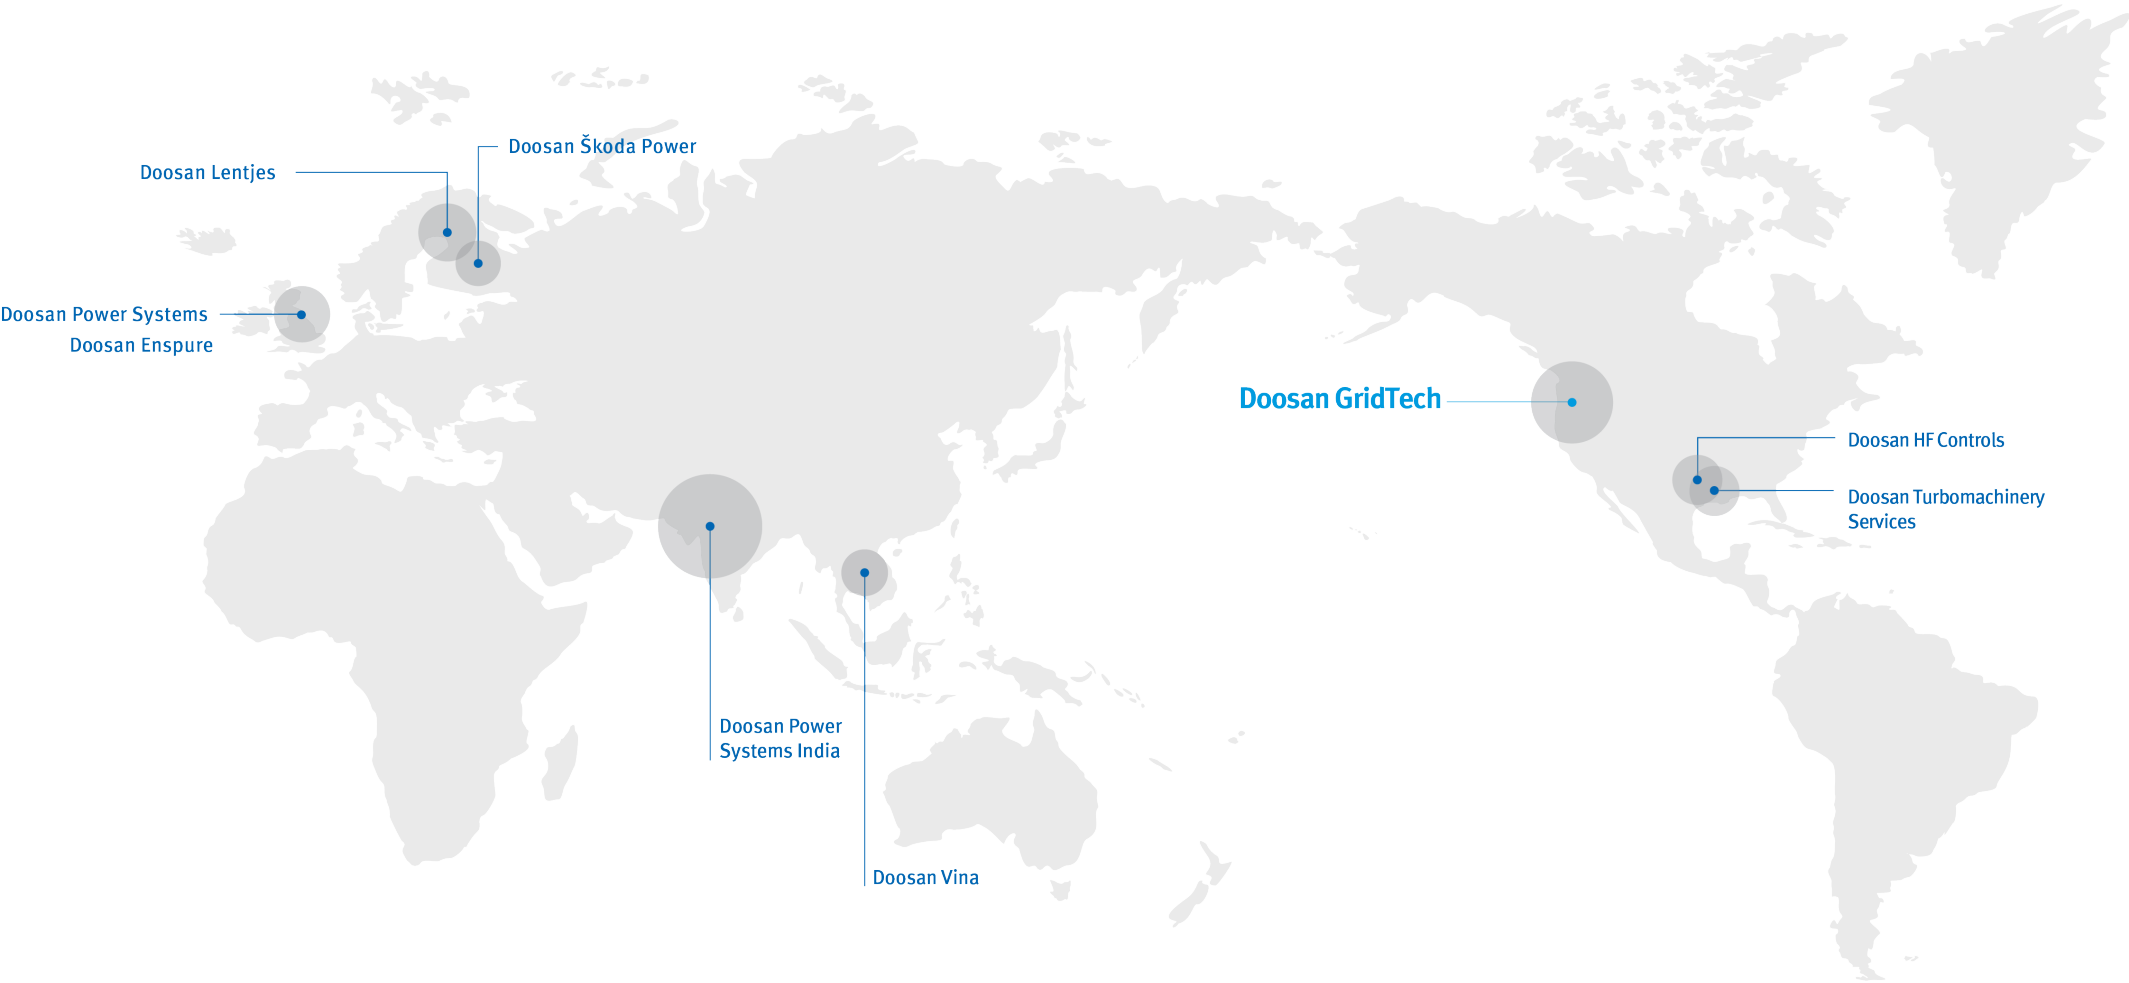 Doosan Škoda Power
Doosan Lentjes
Doosan Power Systems
Doosan Enspure
Doosan GridTech
Doosan HF Controls
Doosan Turbomachinery
Services
Doosan Power
Systems India
Doosan Vina